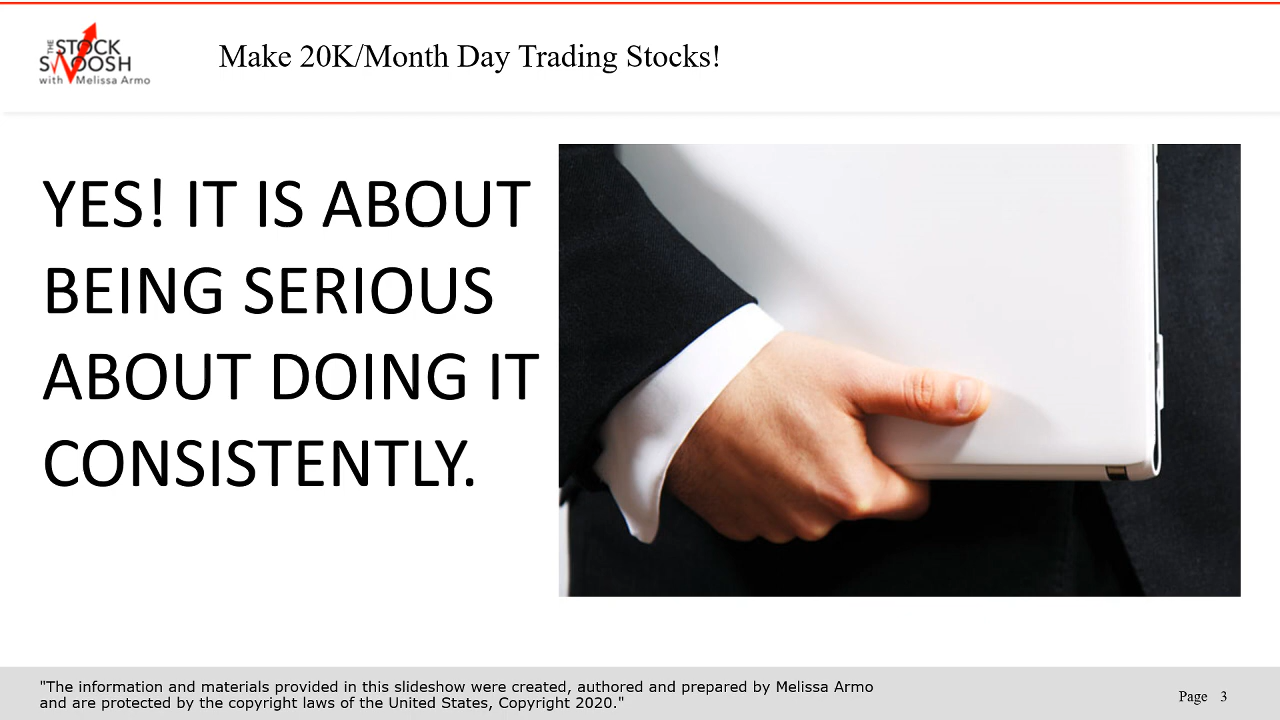 THE
STOCK
SWOOSH
with Melissa Armo
Make 20K/Month Day Trading Stocks!
YES! IT IS ABOUT
BEING SERIOUS
ABOUT DOING IT
CONSISTENTLY.
"The information and materials provided in this slideshow were created, authored and prepared by Melissa Armo
and are protected by the copyright laws of the United States, Copyright 2020."
Page 3